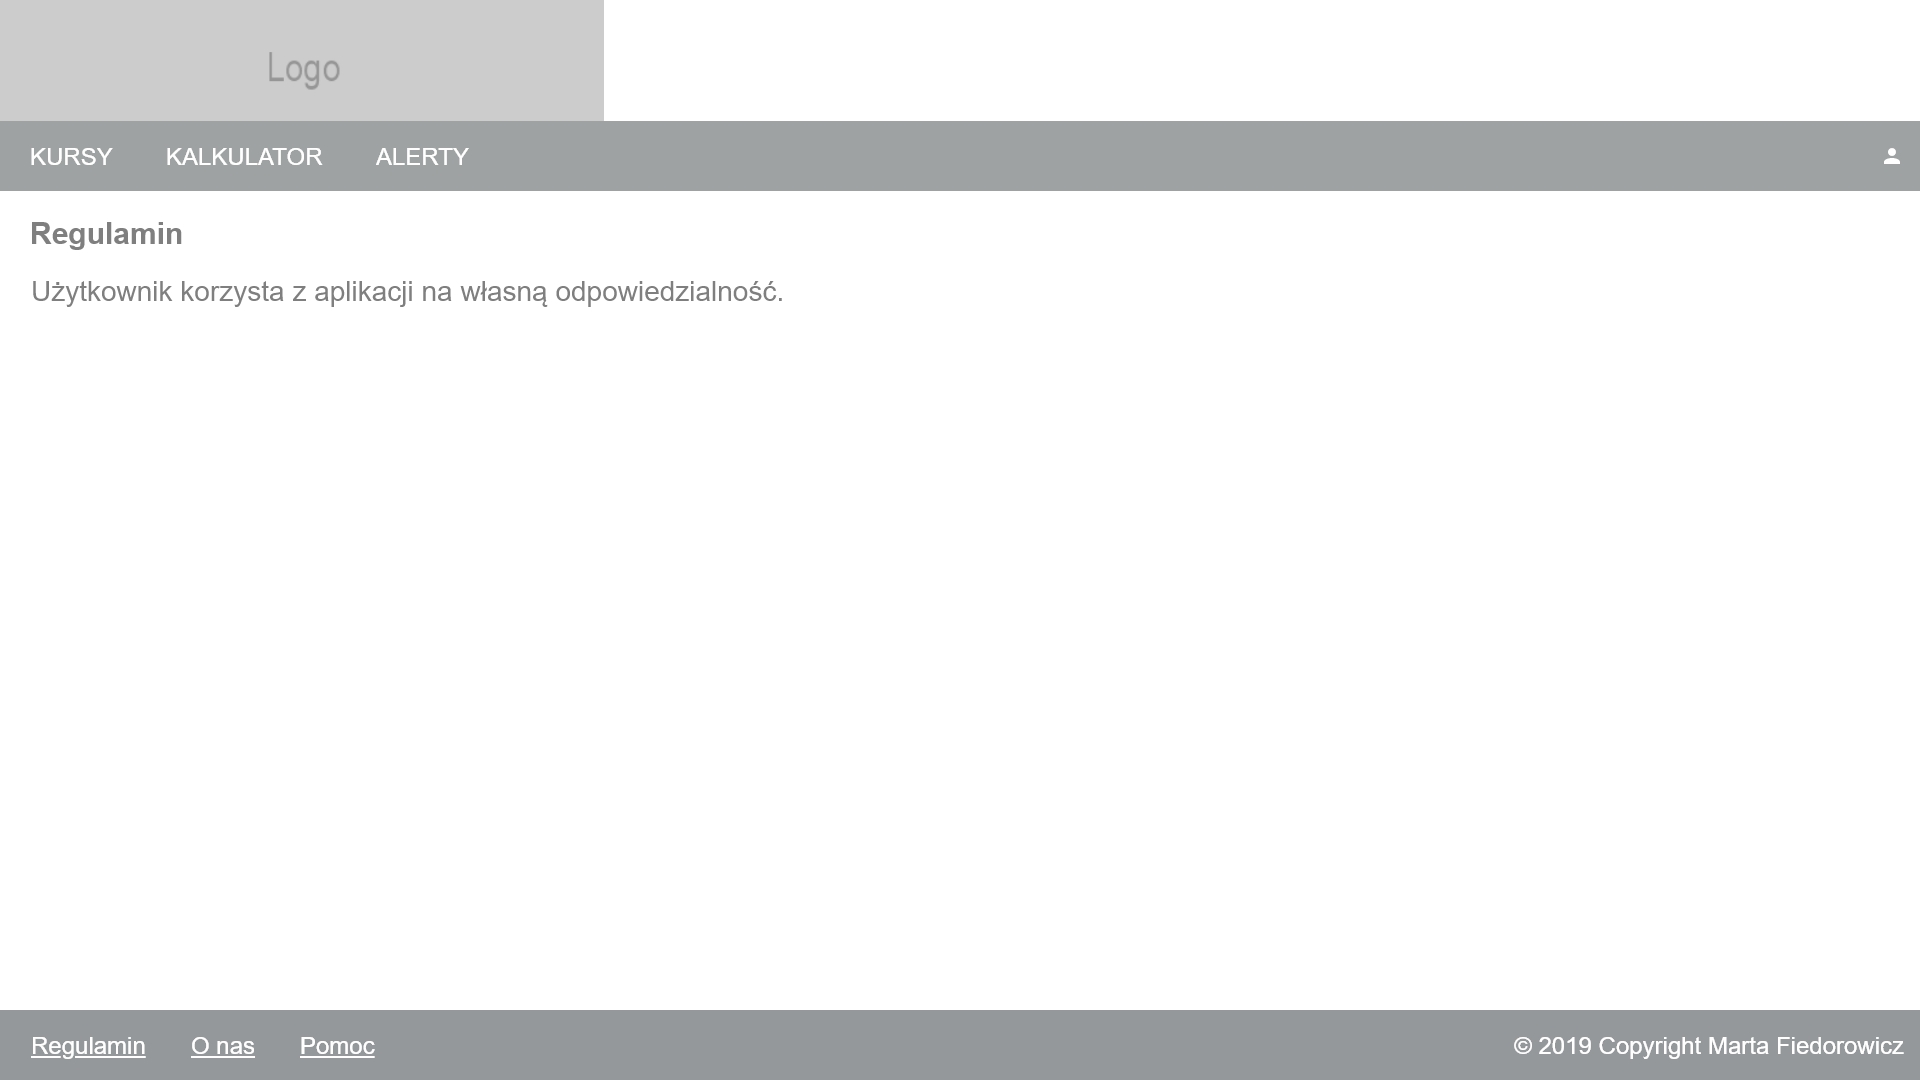 Logo
KURSY KALKULATOR ALERTY
Regulamin
Użytkownik korzysta z aplikacji na własną odpowiedzialność.
Regulamin O nas Pomoc © 2019 Copyright Marta Fiedorowicz